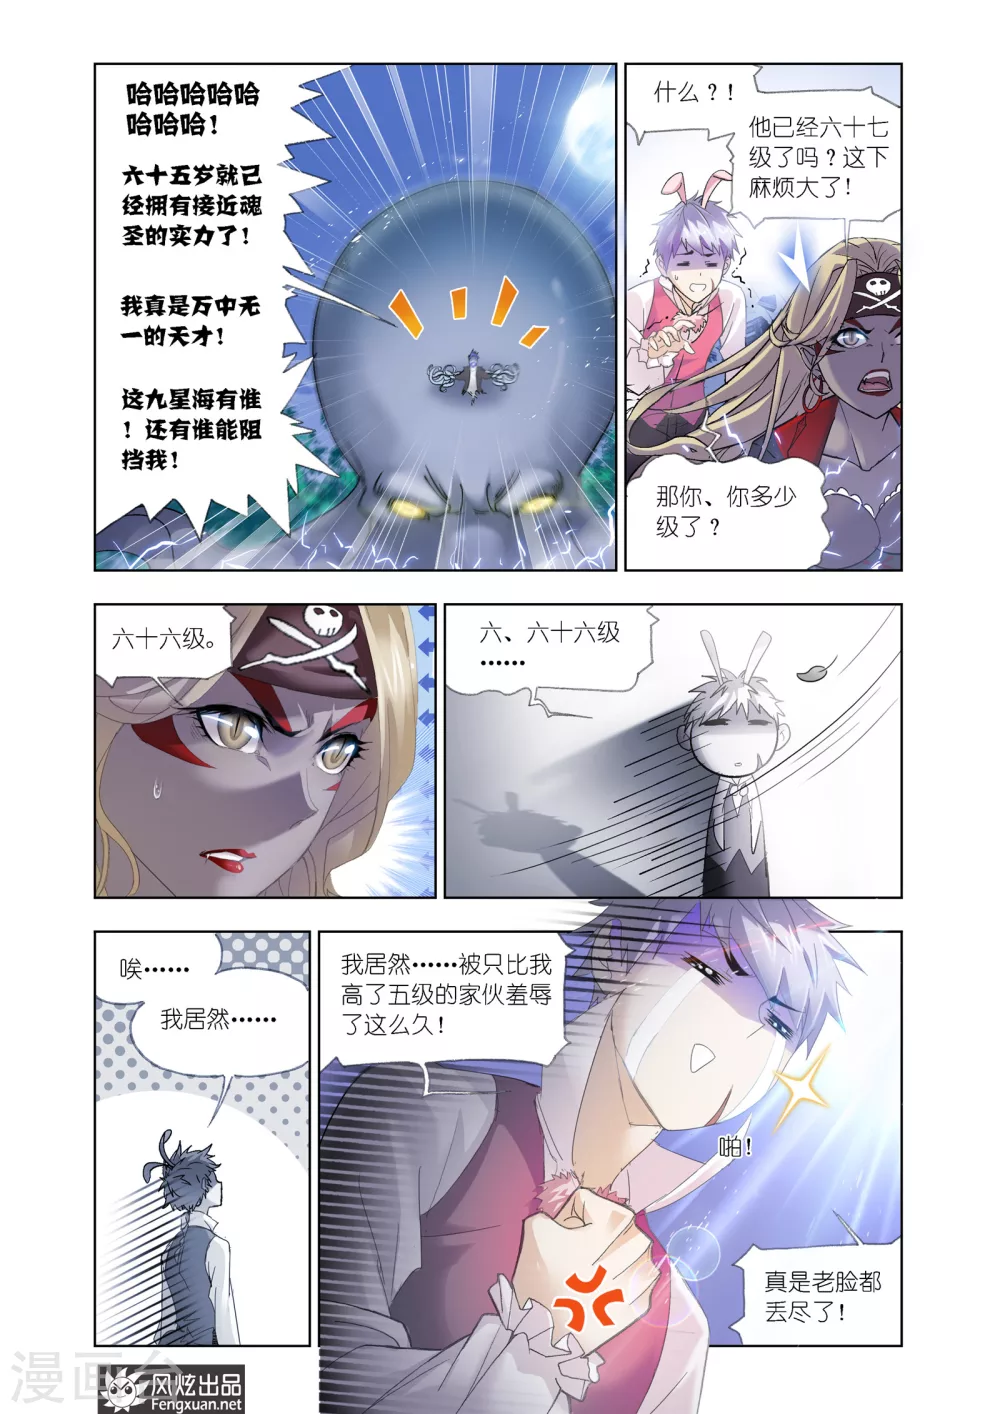 哈哈哈哈哈
哈哈哈！
六十五岁就已
经拥有接近魂
圣的实力了！
我真是万中无
一的天才！
这九星海有谁
！还有谁能阻
挡我！
什么？！
他已经六十七
级了吗？这下
麻烦大了！
那你、你多少
级了？
六十六级。
六、六十六级
……
唉……
我居然……
我居然……被只比我
高了五级的家伙羞辱
了这么久！
啪！
真是老脸都
丢尽了！
漫画台
风炫出品
Fengxuan.net